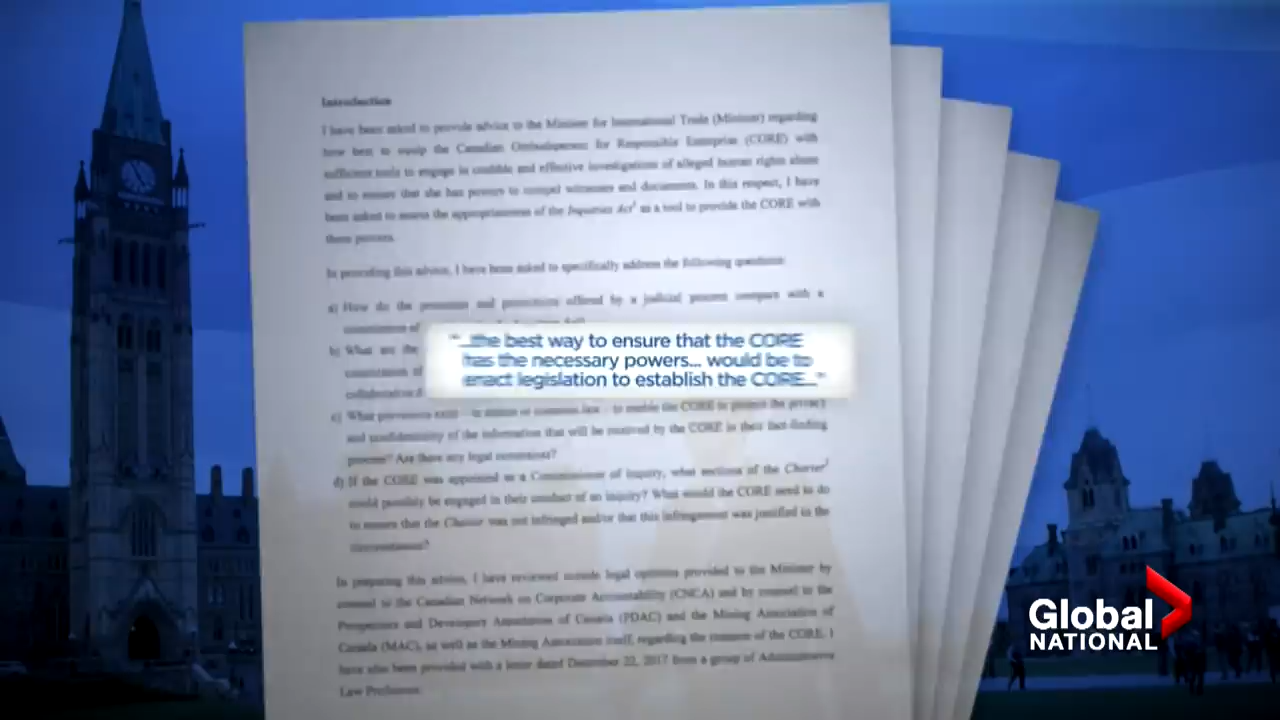 Introduction
I have been asked to provide advice to the Minister for International Trade (Minister) regarding
how best to equip the Canadian Ombudsperson for Responsible Enterprise (CORE) with
sufficient tools to engage in credible and effective investigations of alleged human rights abuse
and to ensure that she has powers to compel witnesses and documents. In this respect, I have
been asked to assess the appropriateness of the Inquiries Act¹ as a tool to provide the CORE with
these powers.
In providing this advice, I have been asked to specifically address the following questions:
a) How do the processes and protections offered by a judicial process compare with a
b) What are the
"...the best way to ensure that the CORE
has the necessary powers... would be to
enact legislation to establish the CORE..."
c) What provisions exist – in statute or common law – to enable the CORE to protect the privacy
and confidentiality of the information that will be received by the CORE in their fact-finding
process? Are there any legal constraints?
d) If the CORE was appointed as a Commissioner of Inquiry, what sections of the Charter²
could possibly be engaged in their conduct of an inquiry? What would the CORE need to do
to ensure that the Charter was not infringed and/or that this infringement was justified in the
circumstances?
In preparing this advice, I have reviewed outside legal opinions provided to the Minister by
counsel to the Canadian Network on Corporate Accountability (CNCA) and by counsel to the
Prospectors and Developers Association of Canada (PDAC) and the Mining Association of
Canada (MAC), as well as the Mining Association itself, regarding the creation of the CORE. I
have also been provided with a letter dated December 22, 2017 from a group of Administrative
Law Professors.
Global
NATIONAL